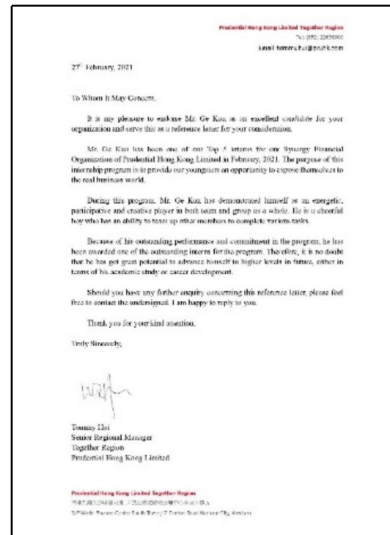 Prudential Hong Kong Limited Together Region
27th February, 2021
To Whom It May Concern,
It is my pleasure to endorse Mr. Ge Kun as an excellent candidate for your
organization and serve this as a reference letter for your consideration.
Mr. Ge Kun has been one of our Top 5 interns for our Synergy Financial
Organization of Prudential Hong Kong Limited in February, 2021. The purpose of this
internship program is to provide our youngsters an opportunity to expose themselves to
the real business world.
During this program, Mr. Ge Kun has demonstrated himself as an energetic,
participative and creative player in both team and group as a whole. He is a cheerful
boy who has an ability to team up other members to complete various tasks.
Because of his outstanding performance and commitment in the program, he has
been awarded one of the outstanding interns for the program. Therefore, it is no doubt
that he has got great potential to advance himself to higher levels in future, either in
terms of his academic study or career development.
Should you have any further enquiry concerning this reference letter, please feel
free to contact the undersigned. I am happy to reply to you.
Thank you for your kind attention.
Truly Sincerely,
Tommy Hui
Senior Regional Manager
Together Region
Prudential Hong Kong Limited
Prudential Hong Kong Limited Together Region